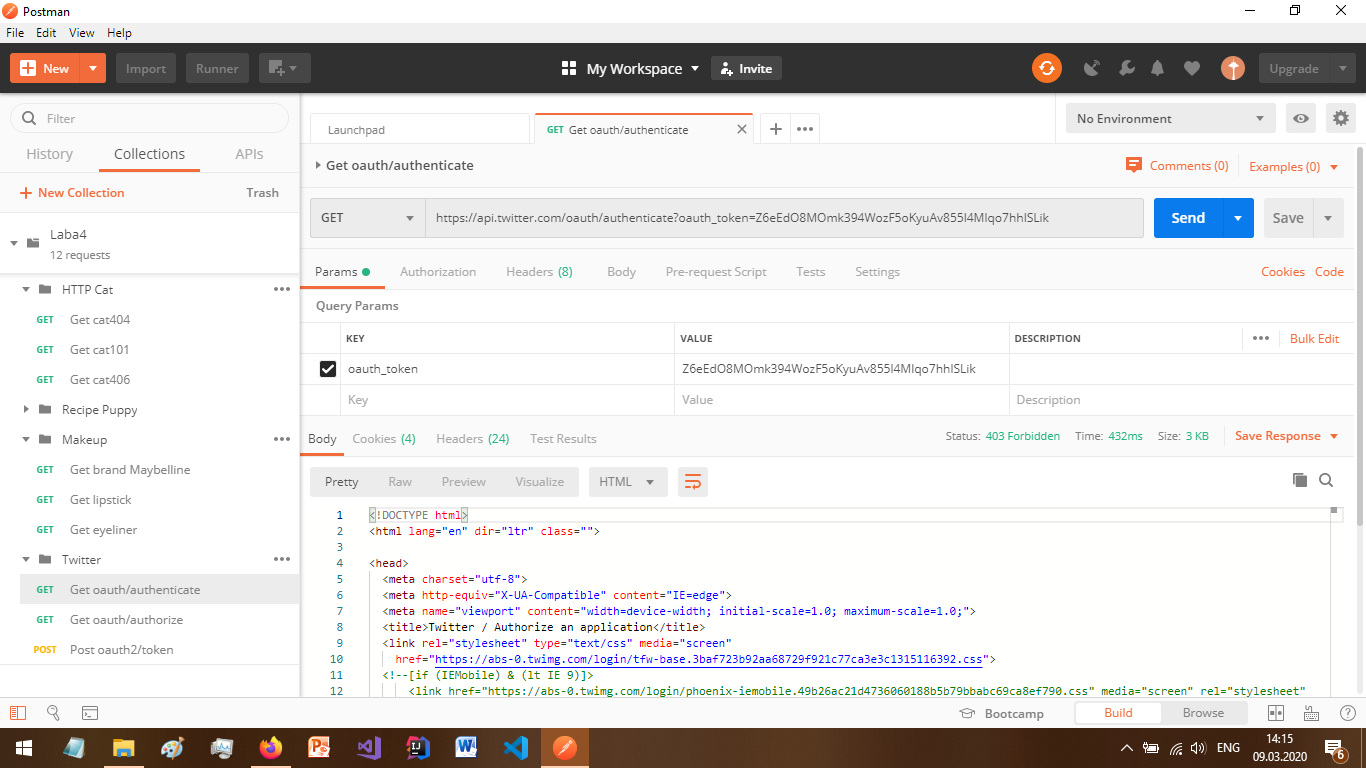 Postman
File Edit View Help
New Import Runner My Workspace Invite Upgrade
Filter
History Collections APIs
New Collection Trash
Laba4
12 requests
HTTP Cat
GET Get cat404
GET Get cat101
GET Get cat406
Recipe Puppy
Makeup
GET Get brand Maybelline
GET Get lipstick
GET Get eyeliner
Twitter
GET Get oauth/authenticate
GET Get oauth/authorize
POST Post oauth2/token
Launchpad GET Get oauth/authenticate No Environment
Get oauth/authenticate Comments (0) Examples (0)
GET https://api.twitter.com/oauth/authenticate?oauth_token=Z6eEdO8MOmk394WozF5oKyuAv855I4MIqo7hhISLik Send Save
Params Authorization Headers (8) Body Pre-request Script Tests Settings Cookies Code
Query Params
KEY VALUE DESCRIPTION Bulk Edit
oauth_token Z6eEdO8MOmk394WozF5oKyuAv855I4MIqo7hhISLik
Key Value Description
Body Cookies (4) Headers (24) Test Results Status: 403 Forbidden Time: 432ms Size: 3 KB Save Response
Pretty Raw Preview Visualize HTML
1 <!DOCTYPE html>
2 <html lang="en" dir="ltr" class="">
3
4 <head>
5 <meta charset="utf-8">
6 <meta http-equiv="X-UA-Compatible" content="IE=edge">
7 <meta name="viewport" content="width=device-width; initial-scale=1.0; maximum-scale=1.0;">
8 <title>Twitter / Authorize an application</title>
9 <link rel="stylesheet" type="text/css" media="screen"
10 href="https://abs-0.twimg.com/login/tfw-base.3baf723b92aa68729f921c77ca3e3c1315116392.css">
11 <!--[if (IEMobile) & (lt IE 9)]>
12 <link href="https://abs-0.twimg.com/login/phoenix-iemobile.49b26ac21d4736060188b5b79bbabc69ca8ef790.css" media="screen" rel="stylesheet"
Bootcamp Build Browse
ENG 14:15
09.03.2020 6